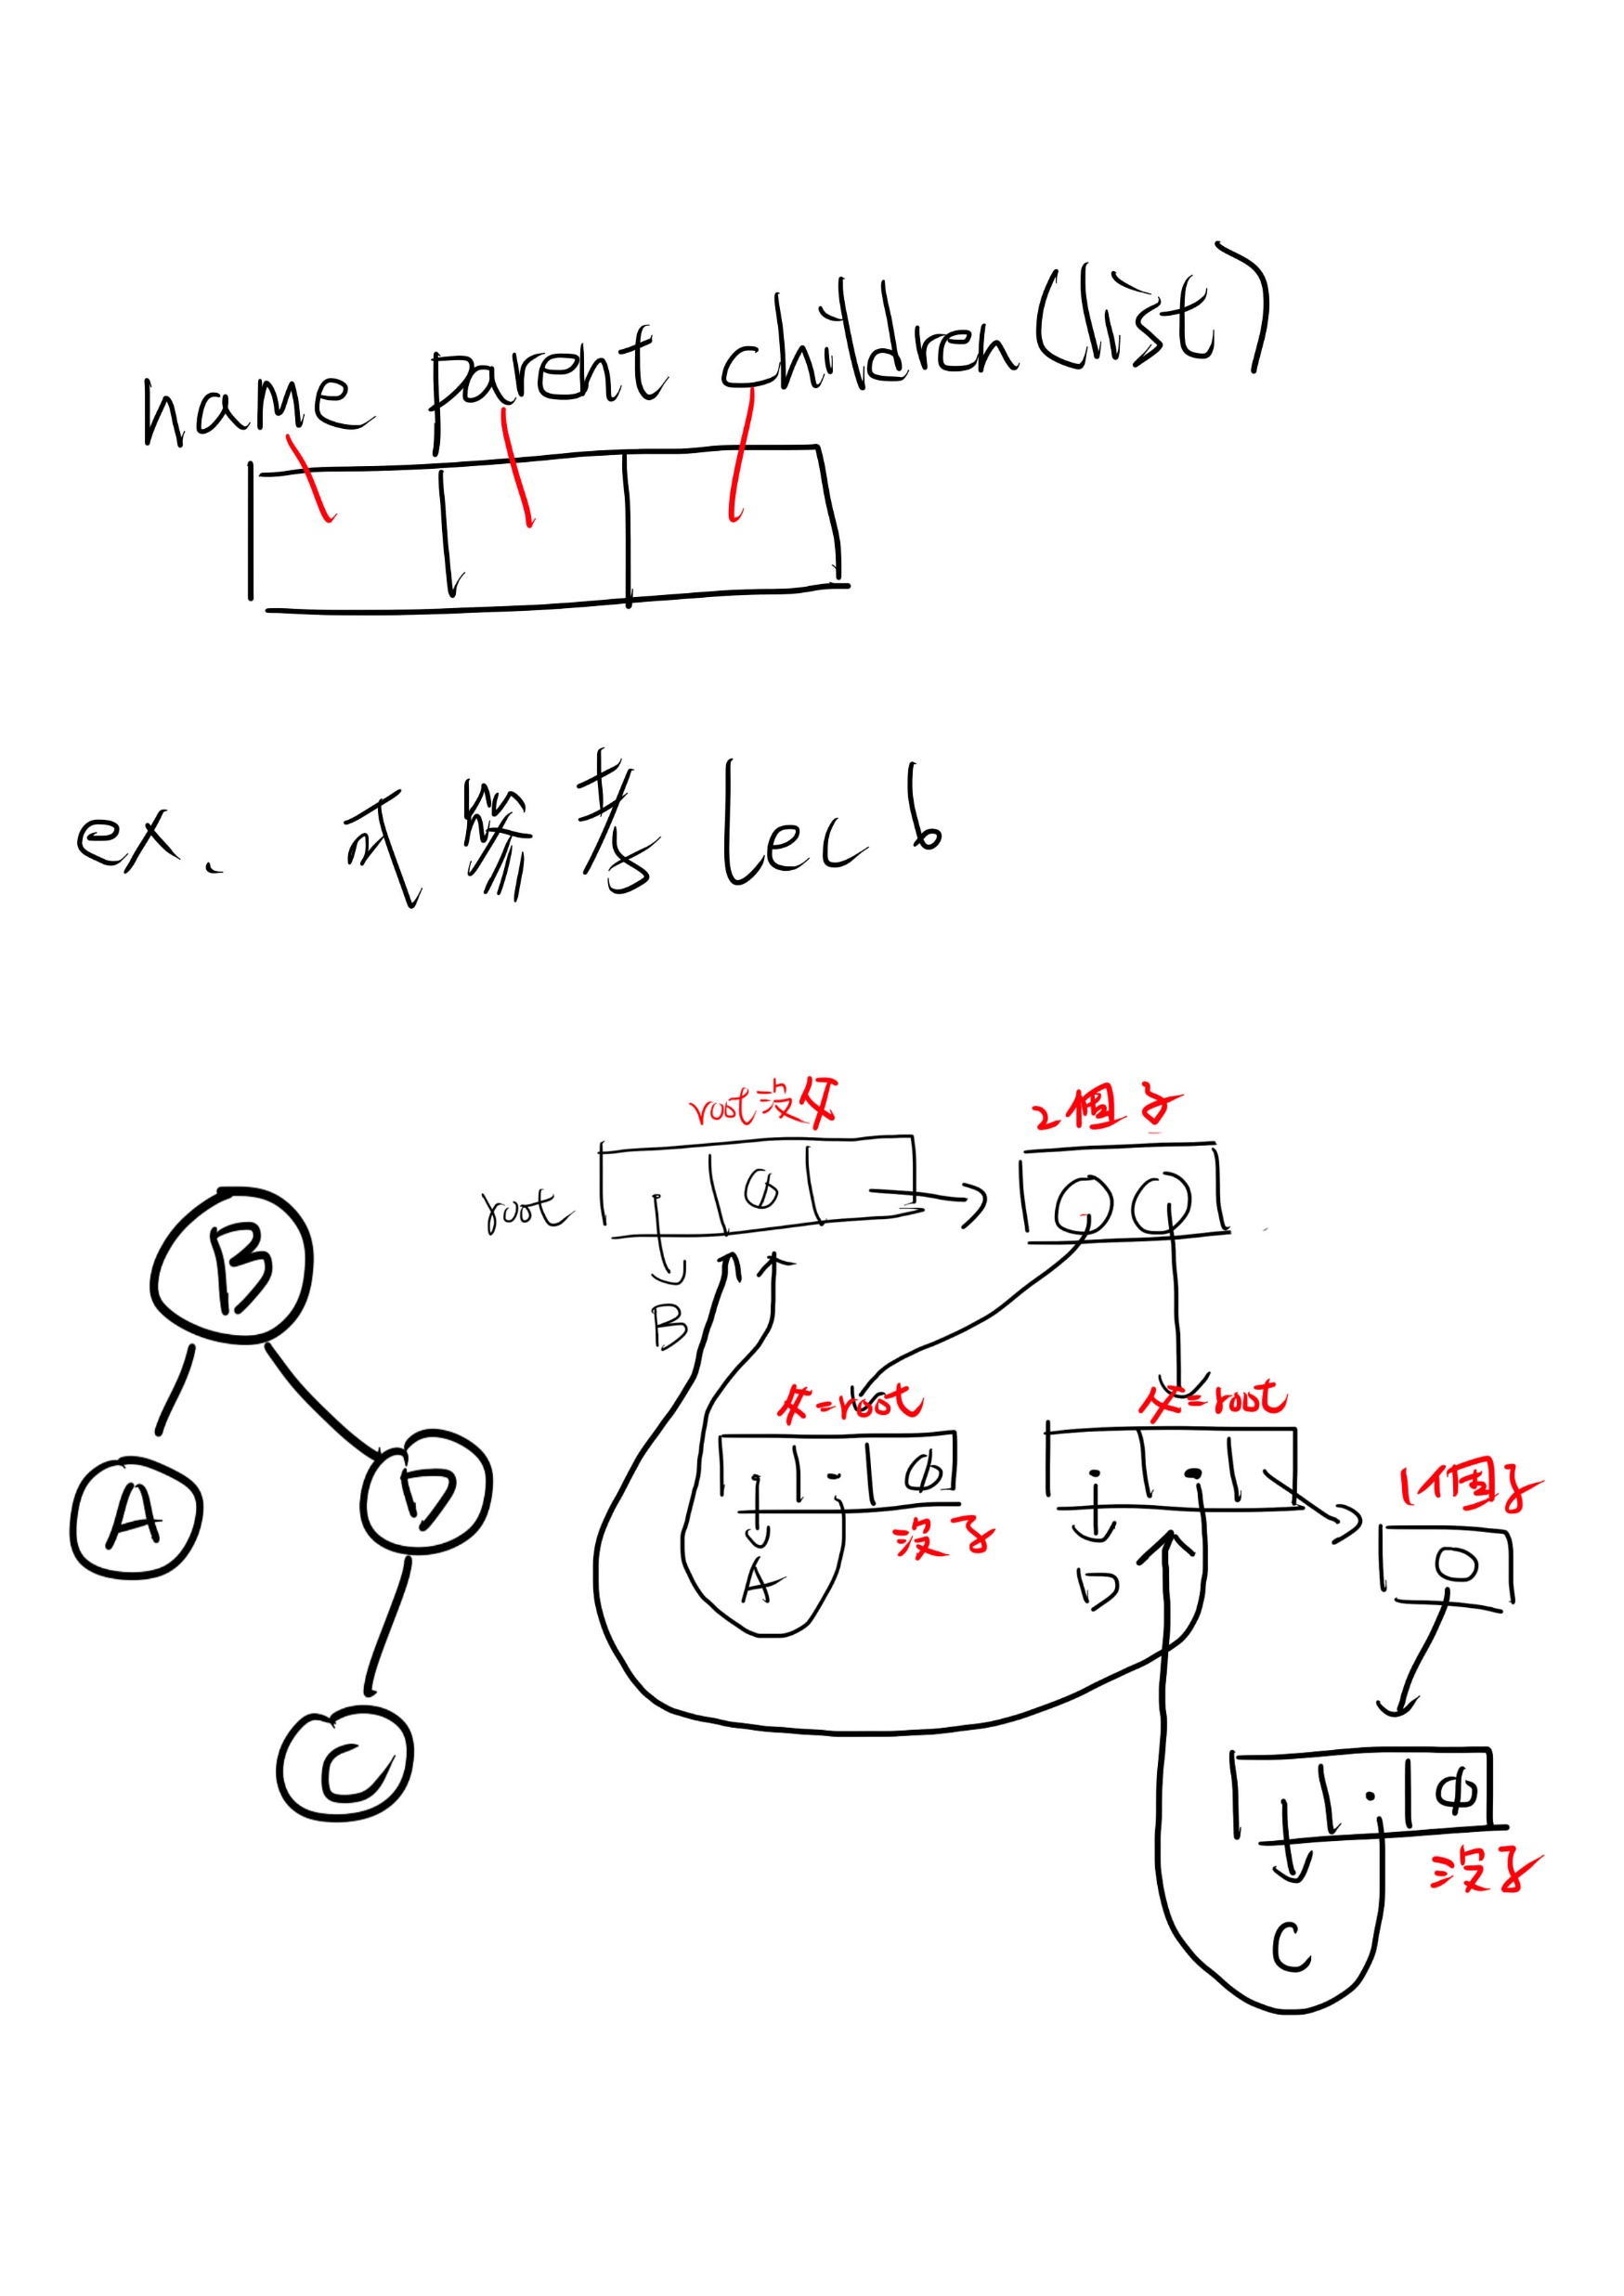 name parent children(list)
ex. 可參考 lec 6
root沒父 2個子
root ø
B
B
父=root 父=root
ø
D
A
沒子
1個子
A
D
C
ø
沒子
C